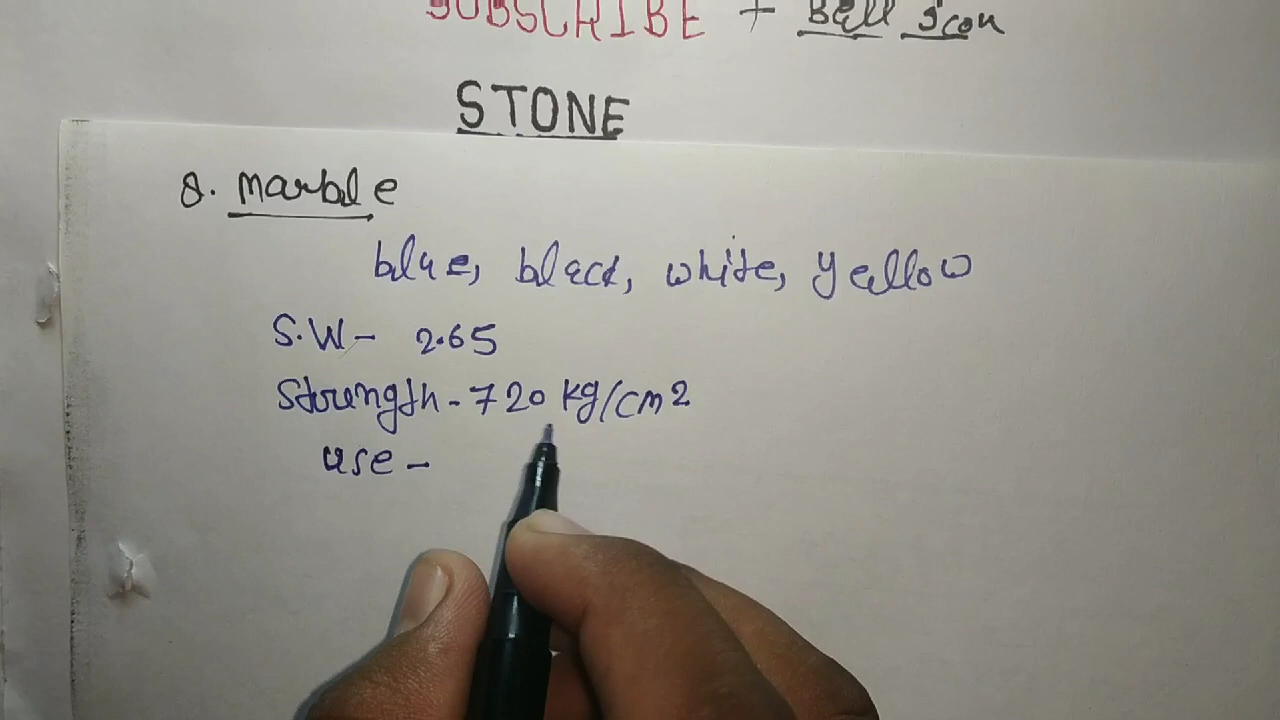 SUBSCRIBE + Bell Icon
STONE
8. Marble
blue, black, white, yellow
S.W- 2.65
Strength-720 kg/cm2
use-